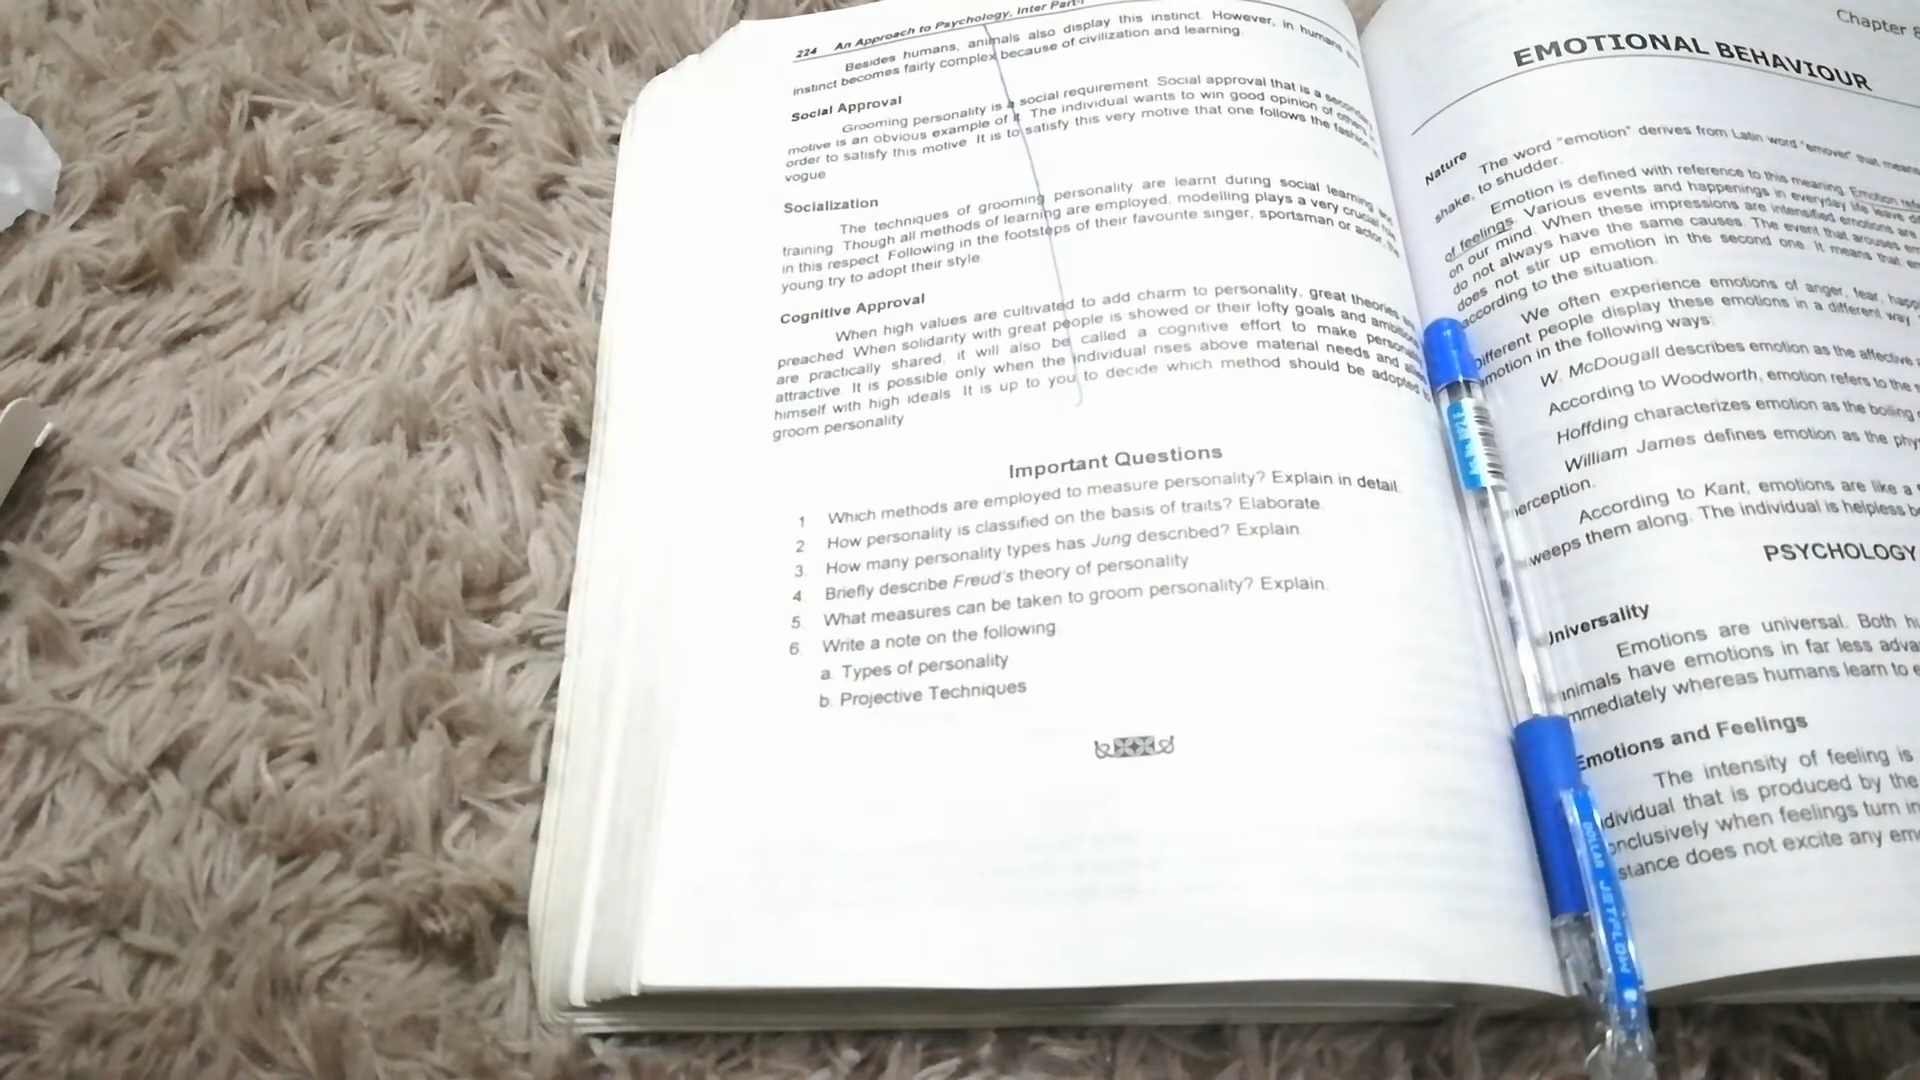 224 An Approach to Psychology, Inter Part-I
Besides humans, animals also display this instinct. However, in humans this
instinct becomes fairly complex because of civilization and learning.
Social Approval
Grooming personality is a social requirement. Social approval that is a secondary
motive is an obvious example of it. The individual wants to win good opinion of others in
order to satisfy this motive. It is to satisfy this very motive that one follows the fashion in
vogue
Socialization
The techniques of grooming personality are learnt during social learning and
training. Though all methods of learning are employed, modelling plays a very crucial role
in this respect. Following in the footsteps of their favourite singer, sportsman or actor, the
young try to adopt their style
Cognitive Approval
When high values are cultivated to add charm to personality, great theories are
preached. When solidarity with great people is showed or their lofty goals and ambitions
are practically shared, it will also be called a cognitive effort to make personality
attractive. It is possible only when the individual rises above material needs and
himself with high ideals. It is up to you to decide which method should be adopted to
groom personality
Important Questions
1 Which methods are employed to measure personality? Explain in detail.
2. How personality is classified on the basis of traits? Elaborate.
3. How many personality types has Jung described? Explain
4 Briefly describe Freud's theory of personality
5. What measures can be taken to groom personality? Explain.
6. Write a note on the following
a. Types of personality
b. Projective Techniques
Chapter 8
EMOTIONAL BEHAVIOUR
Nature
The word "emotion" derives from Latin word "emover" that means
shake, to shudder.
Emotion is defined with reference to this meaning. Emotion
of feelings. Various events and happenings in everyday life leave
on our mind. When these impressions are intensified emotions are
do not always have the same causes. The event that arouses
does not stir up emotion in the second one. It means that
according to the situation.
We often experience emotions of anger, fear,
Different people display these emotions in a different way
emotion in the following ways:
W. McDougall describes emotion as the affective
According to Woodworth, emotion refers to the
Hoffding characterizes emotion as the boiling
William James defines emotion as the
perception.
According to Kant, emotions are like a
sweeps them along. The individual is helpless
PSYCHOLOGY
Universality
Emotions are universal. Both
animals have emotions in far less
immediately whereas humans learn to
Emotions and Feelings
The intensity of feeling is
individual that is produced by the
conclusively when feelings turn
stance does not excite any
DOLLAR JETFLOW